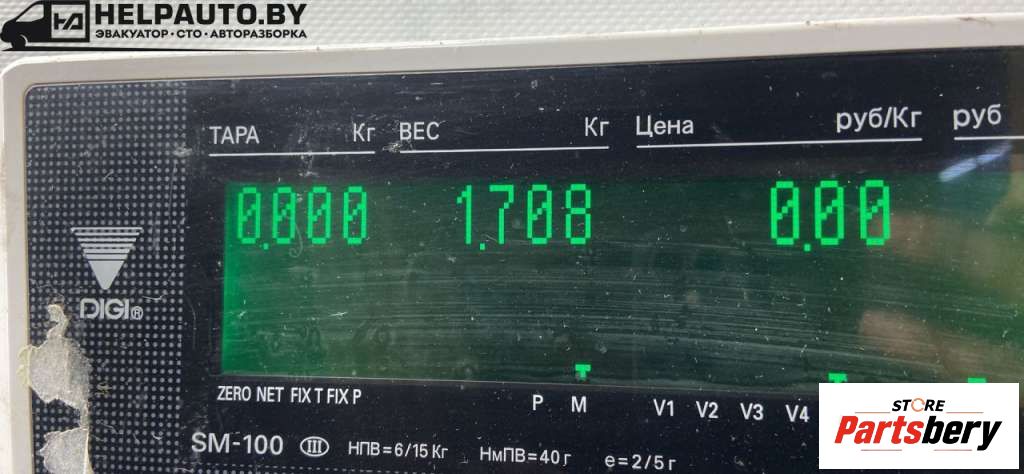 HELPAUTO.BY
ЭВАКУАТОР·СТО·АВТОРАЗБОРКА
ТАРА Кг ВЕС Кг Цена руб/Кг руб
0.000 1.708 0.00
DIGI®
ZERO NET FIX T FIX P P M V1 V2 V3 V4
SM-100 III НПВ=6/15 Кг НмПВ=40 г е=2/5 г
STORE
Partsbery